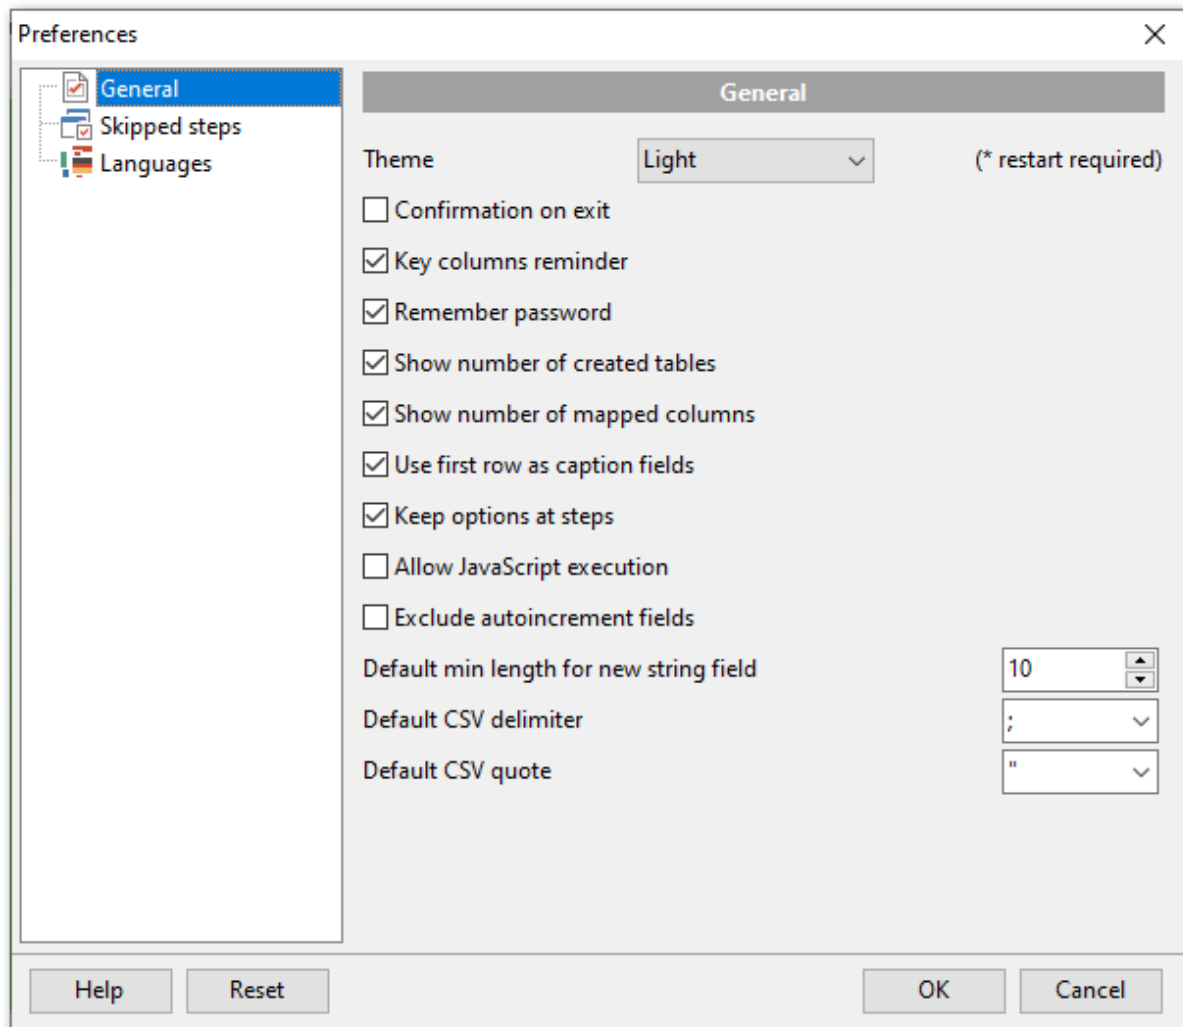 Preferences
General
Skipped steps
Languages
General
Theme Light (* restart required)
Confirmation on exit
Key columns reminder
Remember password
Show number of created tables
Show number of mapped columns
Use first row as caption fields
Keep options at steps
Allow JavaScript execution
Exclude autoincrement fields
Default min length for new string field 10
Default CSV delimiter ;
Default CSV quote "
Help Reset OK Cancel